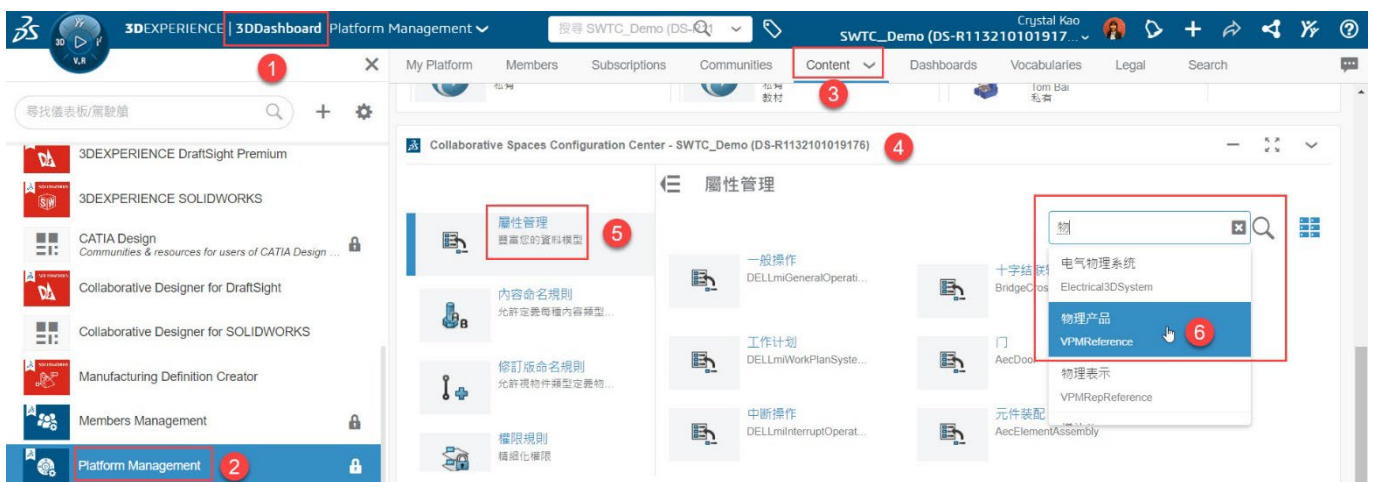 3DEXPERIENCE | 3DDashboard Platform Management
搜尋 SWTC_Demo (DS-R11
Crystal Kao
SWTC_Demo (DS-R113210101917...
3D
V,R
1
My Platform Members Subscriptions Communities Content Dashboards Vocabularies Legal Search
3
私有
私有
教材
Tom Bai
私有
尋找儀表板/駕駛艙
3DEXPERIENCE DraftSight Premium
3DEXPERIENCE SOLIDWORKS
CATIA Design
Communities & resources for users of CATIA Design ...
Collaborative Designer for DraftSight
Collaborative Designer for SOLIDWORKS
Manufacturing Definition Creator
Members Management
Platform Management
2
Collaborative Spaces Configuration Center - SWTC_Demo (DS-R1132101019176)
4
屬性管理
屬性管理
豐富您的資料模型
5
內容命名規則
允許定義每種內容類型...
修訂版命名規則
允許視物件類型定義物...
權限規則
精細化權限
一般操作
DELLmiGeneralOperati...
工作计划
DELLmiWorkPlanSyste...
中断操作
DELLmiInterruptOperat...
十字结联
BridgeCros
门
AecDoor
元件装配
AecElementAssembly
物
电气物理系统
Electrical3DSystem
物理产品
VPMReference
6
物理表示
VPMRepReference